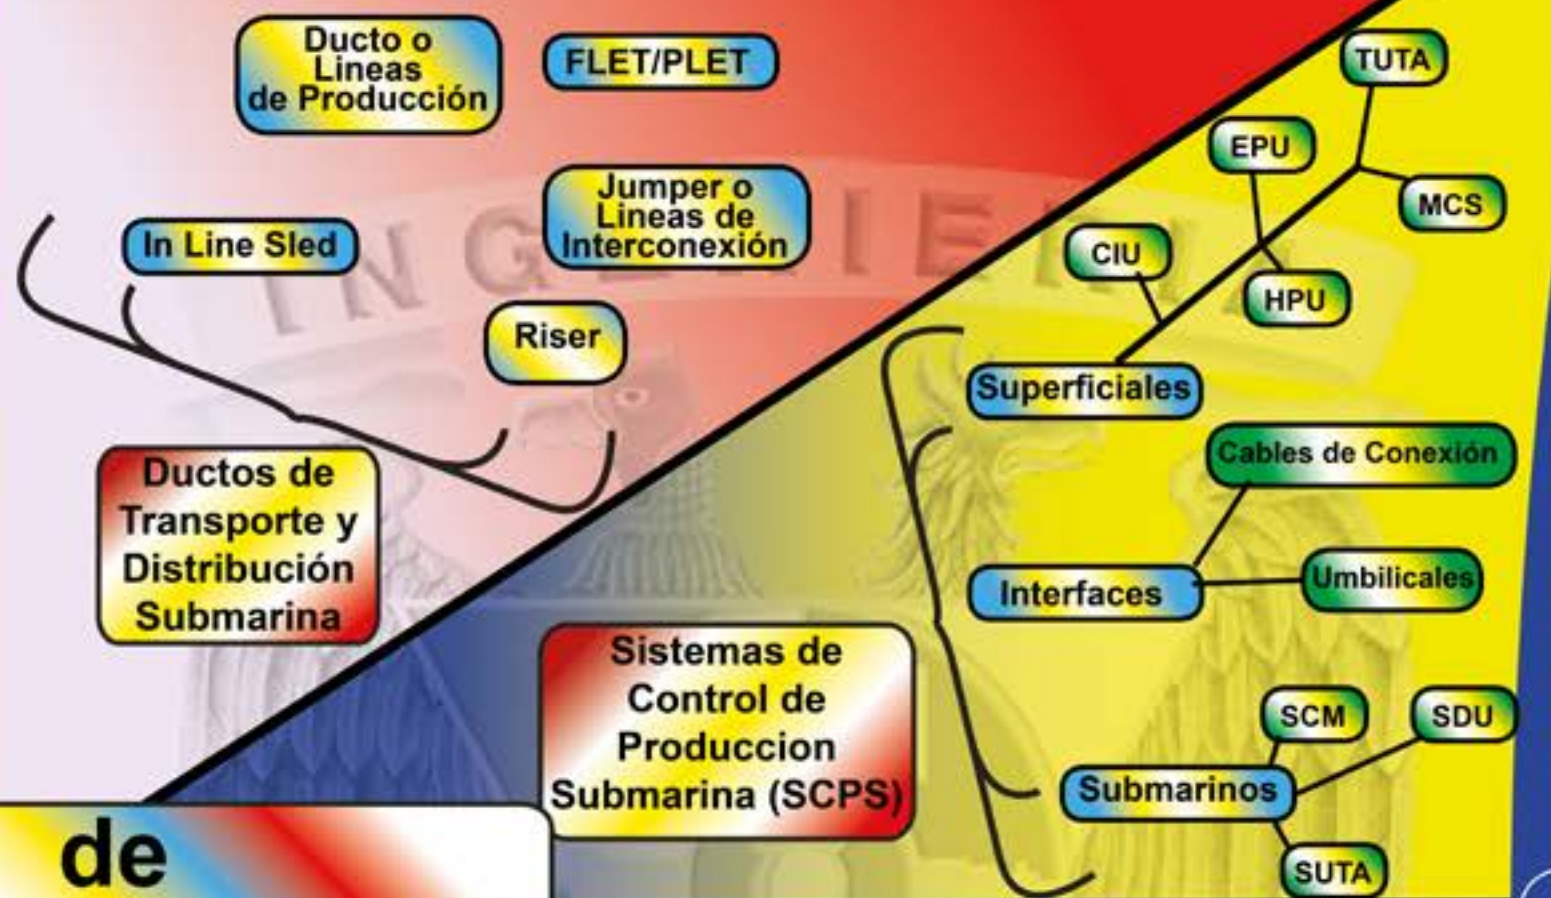 Ducto o
Lineas
de Producción
FLET/PLET
Jumper o
Lineas de
Interconexión
In Line Sled
Riser
Ductos de
Transporte y
Distribución
Submarina
INGENIERIA
TUTA
EPU
MCS
CIU
HPU
Superficiales
Cables de Conexión
Interfaces
Umbilicales
Sistemas de
Control de
Produccion
Submarina (SCPS)
SCM
SDU
Submarinos
SUTA
de